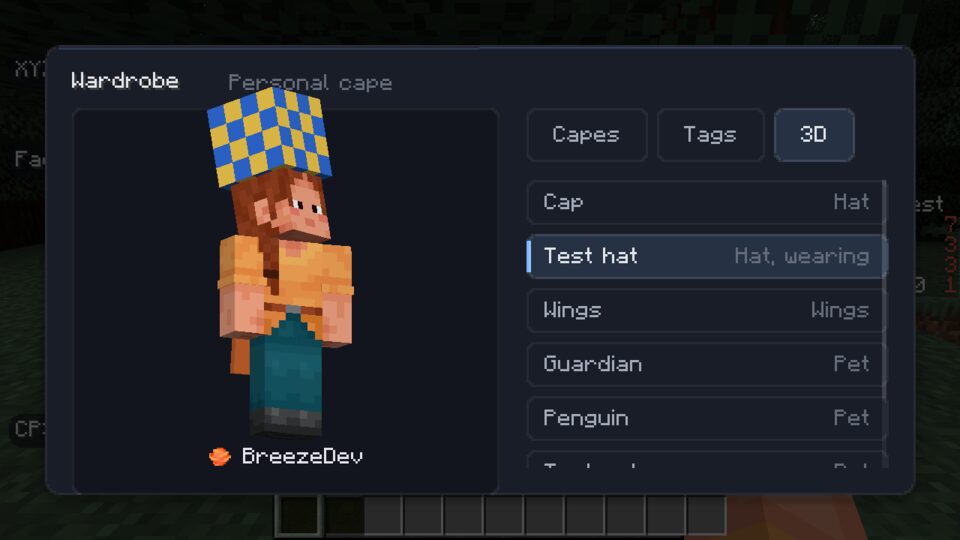 Wardrobe
Personal cape
Capes
Tags
3D
Cap
Hat
Test hat
Hat, wearing
Wings
Wings
Guardian
Pet
Penguin
Pet
BreezeDev